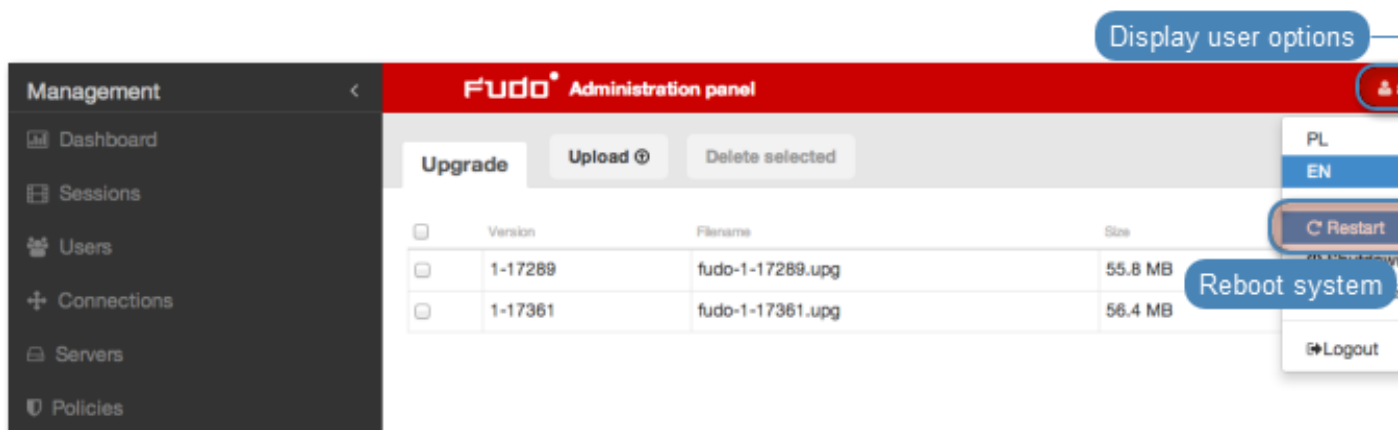 Display user options
Management
Fudo Administration panel
Dashboard
Sessions
Users
Connections
Servers
Policies
Upgrade
Upload
Delete selected
Version Filename Size
1-17289 fudo-1-17289.upg 55.8 MB
1-17361 fudo-1-17361.upg 56.4 MB
PL
EN
Restart
Reboot system
Logout